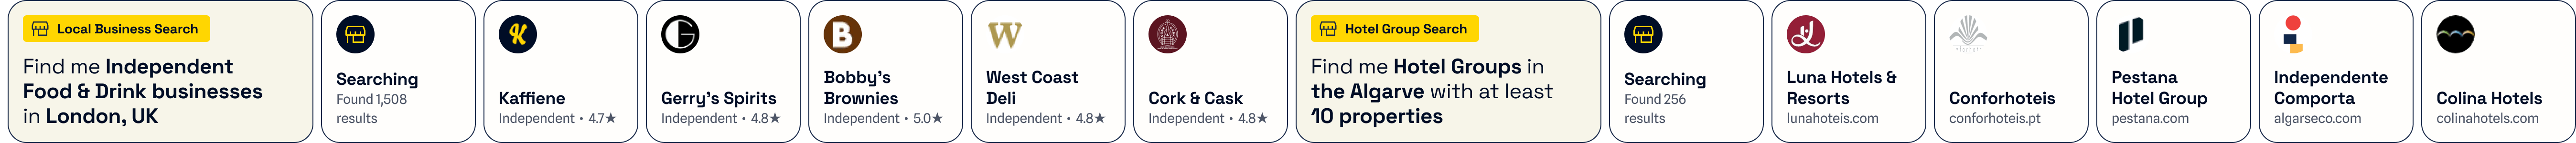 Local Business Search
Find me Independent
Food & Drink businesses
in London, UK
Searching
Found 1,508
results
K
Kaffiene
Independent • 4.7★
G
Gerry's Spirits
Independent • 4.8★
B
Bobby's
Brownies
Independent • 5.0★
W
West Coast
Deli
Independent • 4.8★
Cork & Cask
Independent • 4.8★
Hotel Group Search
Find me Hotel Groups in
the Algarve with at least
10 properties
Searching
Found 256
results
Luna Hotels &
Resorts
lunahoteis.com
Conforhoteis
conforhoteis.pt
Pestana
Hotel Group
pestana.com
Independente
Comporta
algarseco.com
Colina Hotels
colinahotels.com